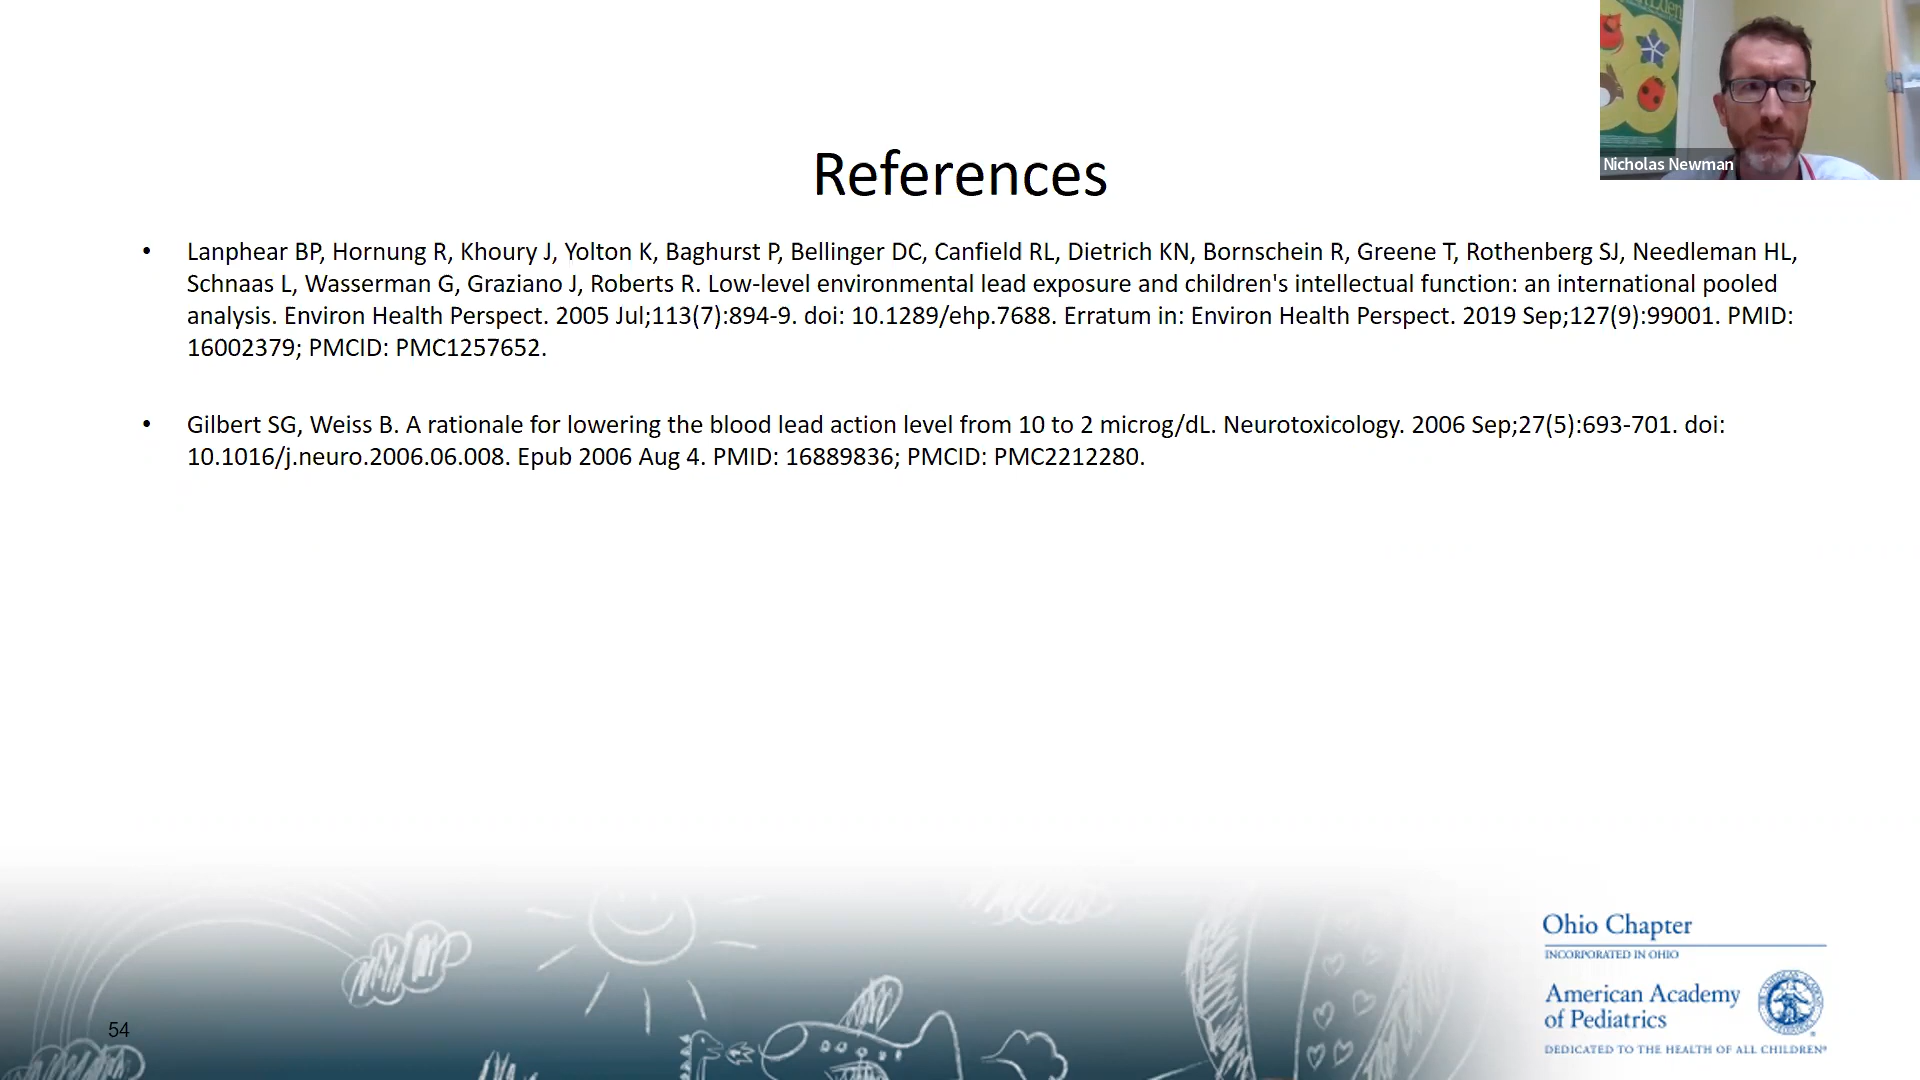 Nicholas Newman
References
• Lanphear BP, Hornung R, Khoury J, Yolton K, Baghurst P, Bellinger DC, Canfield RL, Dietrich KN, Bornschein R, Greene T, Rothenberg SJ, Needleman HL,
Schnaas L, Wasserman G, Graziano J, Roberts R. Low-level environmental lead exposure and children's intellectual function: an international pooled
analysis. Environ Health Perspect. 2005 Jul;113(7):894-9. doi: 10.1289/ehp.7688. Erratum in: Environ Health Perspect. 2019 Sep;127(9):99001. PMID:
16002379; PMCID: PMC1257652.
• Gilbert SG, Weiss B. A rationale for lowering the blood lead action level from 10 to 2 microg/dL. Neurotoxicology. 2006 Sep;27(5):693-701. doi:
10.1016/j.neuro.2006.06.008. Epub 2006 Aug 4. PMID: 16889836; PMCID: PMC2212280.
Ohio Chapter
INCORPORATED IN OHIO
American Academy
of Pediatrics
DEDICATED TO THE HEALTH OF ALL CHILDREN®
54